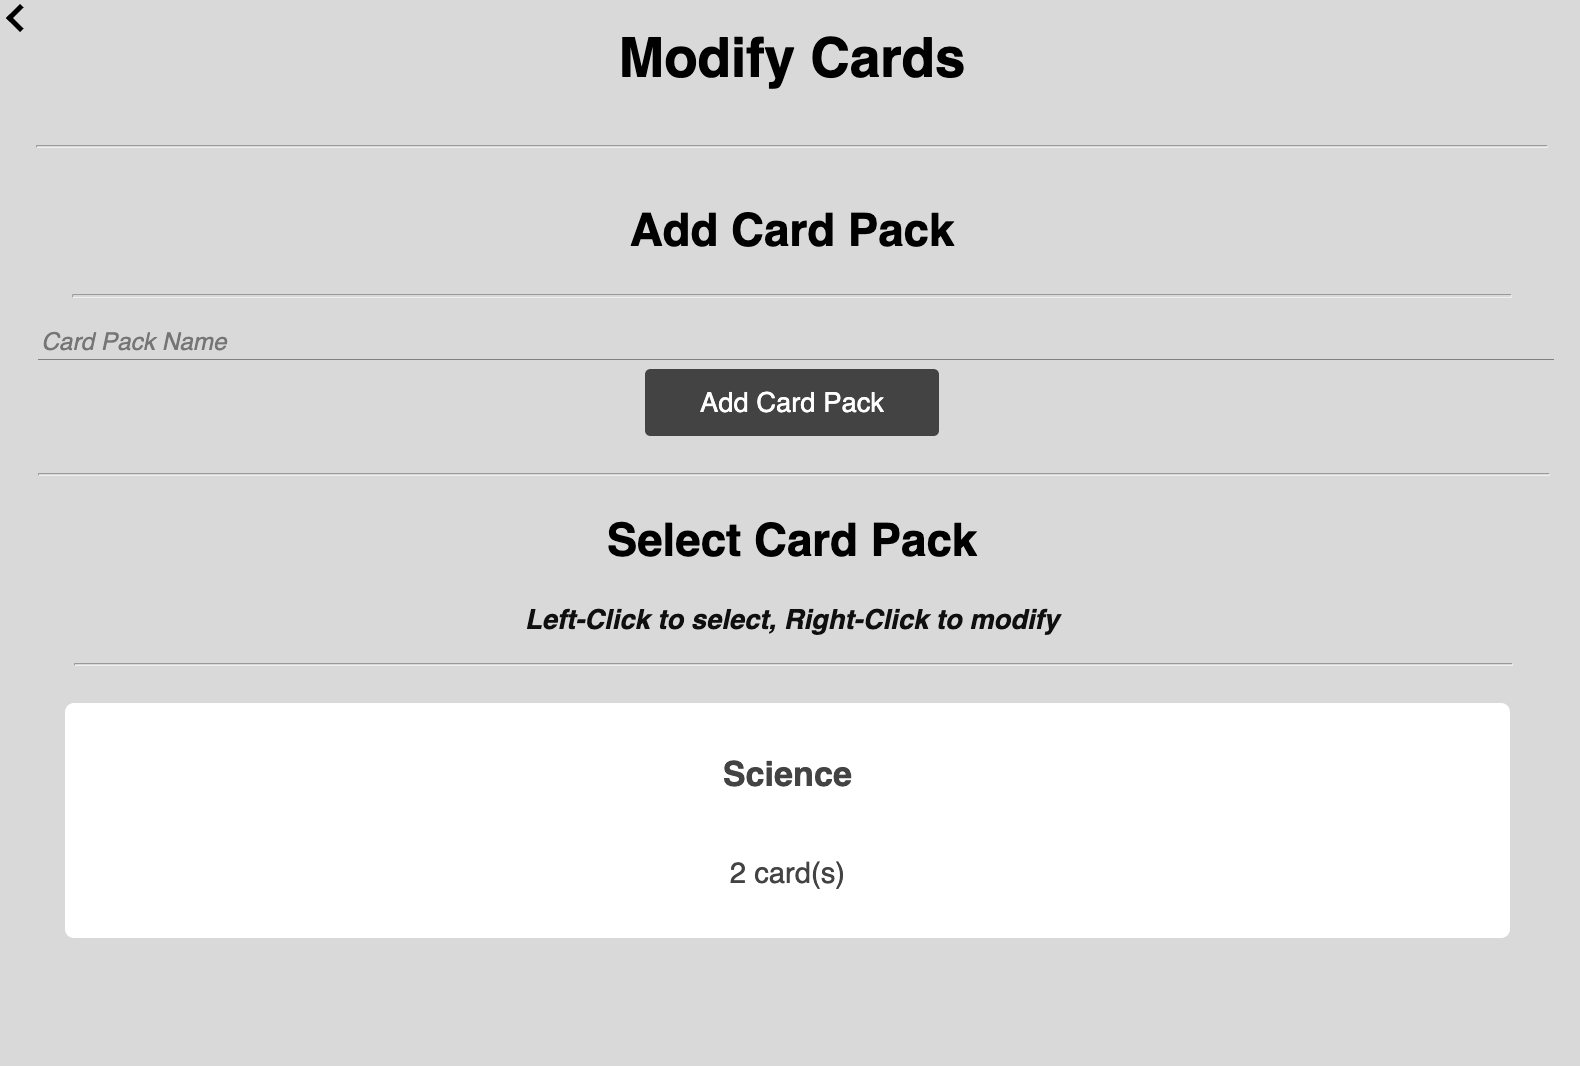 Modify Cards
Add Card Pack
Card Pack Name
Add Card Pack
Select Card Pack
Left-Click to select, Right-Click to modify
Science
2 card(s)